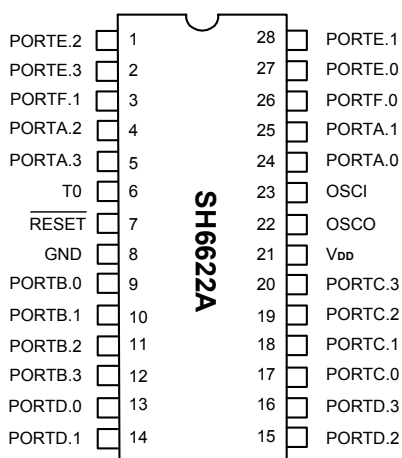 PORTE.2 1 28 PORTE.1
PORTE.3 2 27 PORTE.0
PORTF.1 3 26 PORTF.0
PORTA.2 4 25 PORTA.1
PORTA.3 5 24 PORTA.0
T0 6 23 OSCI
RESET 7 22 OSCO
GND 8 21 VDD
PORTB.0 9 20 PORTC.3
PORTB.1 10 19 PORTC.2
PORTB.2 11 18 PORTC.1
PORTB.3 12 17 PORTC.0
PORTD.0 13 16 PORTD.3
PORTD.1 14 15 PORTD.2
SH6622A